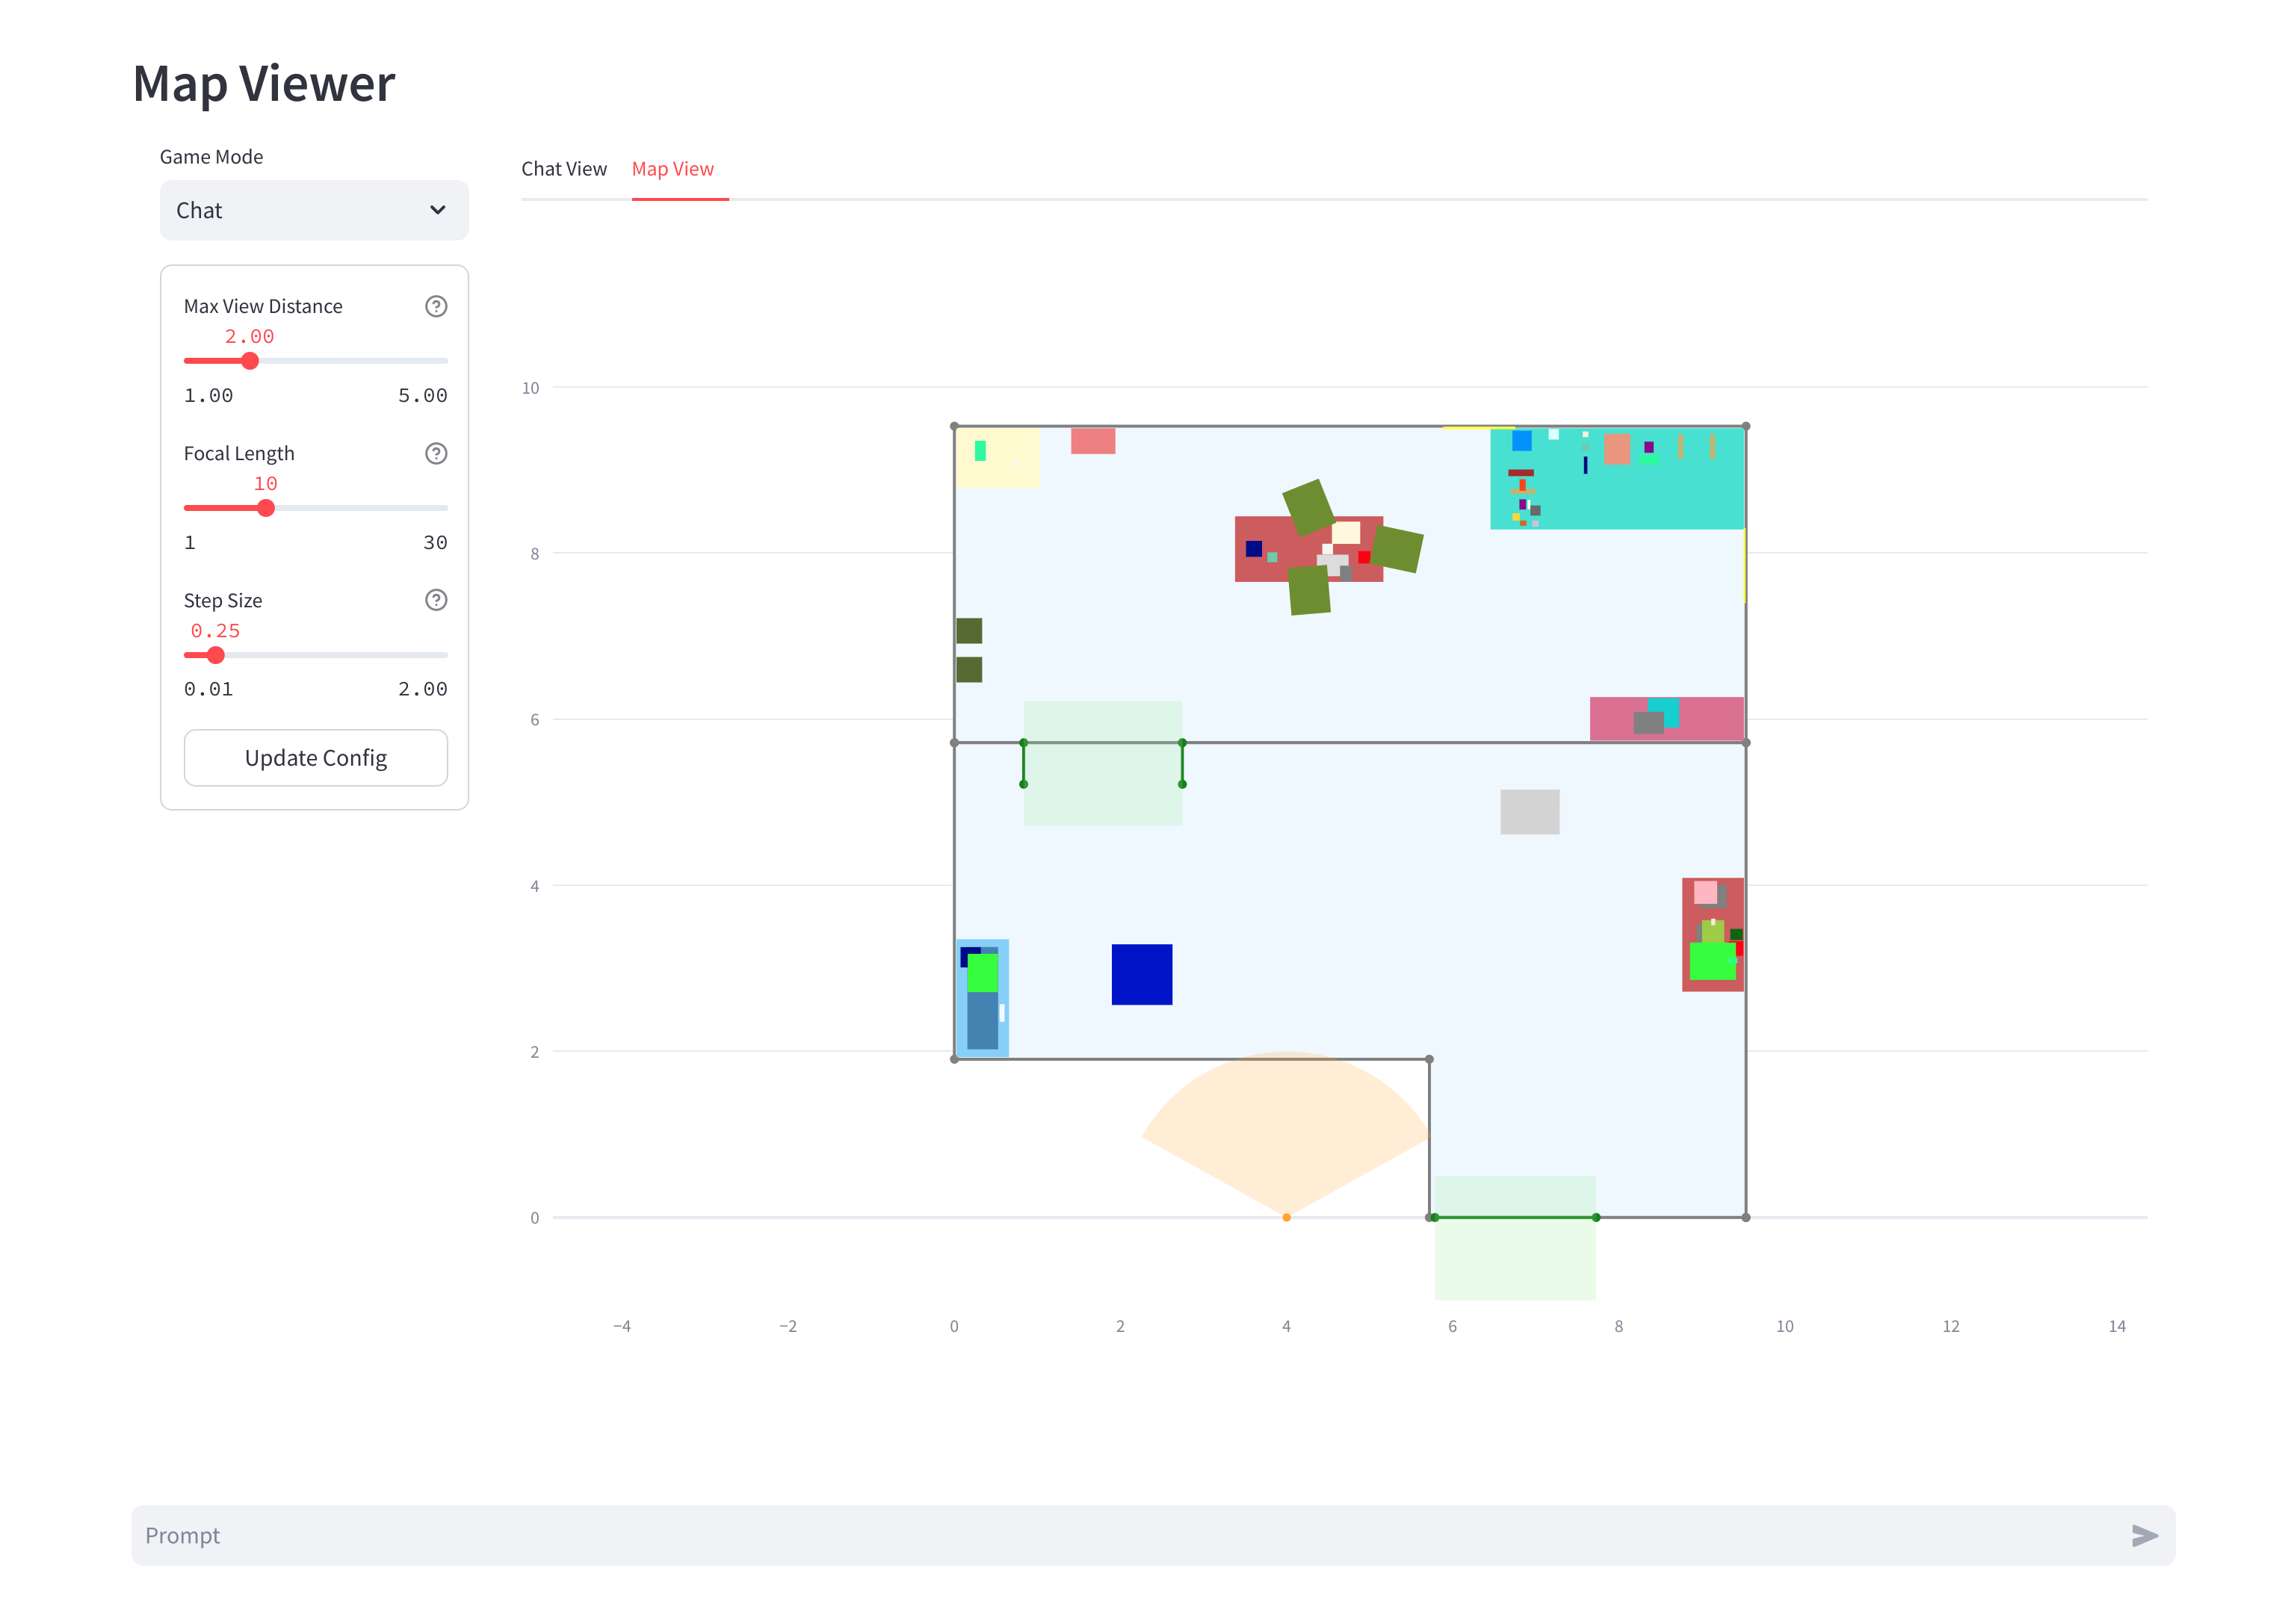 Map Viewer
Game Mode
Chat
Max View Distance
2.00
1.00 5.00
Focal Length
10
1 30
Step Size
0.25
0.01 2.00
Update Config
Chat View Map View
10
8
6
4
2
0
−4 −2 0 2 4 6 8 10 12 14
Prompt